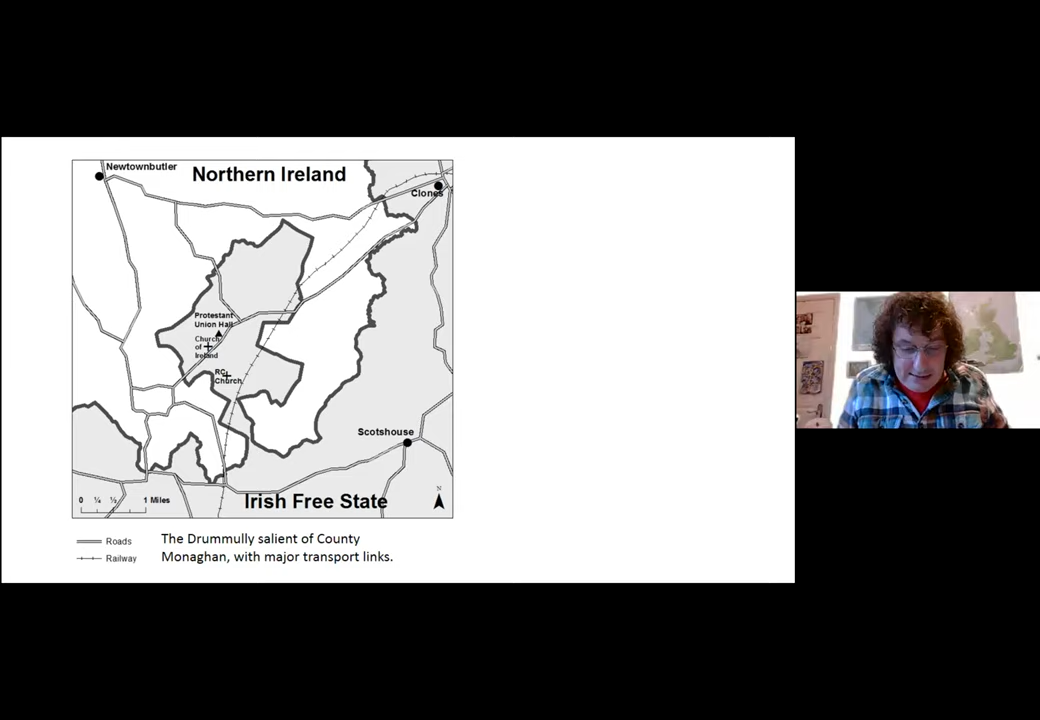 Newtownbutler
Northern Ireland
Clones
Protestant
Union Hall
Church
of
Ireland
RC
Church
Scotshouse
0 ¼ ½ 1 Miles
Irish Free State
N
Roads
Railway
The Drummully salient of County
Monaghan, with major transport links.